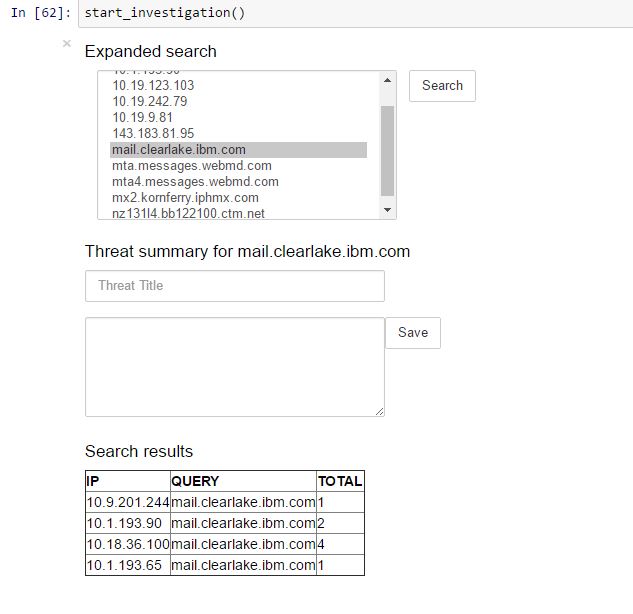 In [62]: start_investigation()
×
Expanded search
10.1.193.90
10.19.123.103
Search
10.19.242.79
10.19.9.81
143.183.81.95
mail.clearlake.ibm.com
mta.messages.webmd.com
mta4.messages.webmd.com
mx2.kornferry.iphmx.com
nz131l4.bb122100.ctm.net
Threat summary for mail.clearlake.ibm.com
Threat Title
Save
Search results
IP QUERY TOTAL
10.9.201.244 mail.clearlake.ibm.com 1
10.1.193.90 mail.clearlake.ibm.com 2
10.18.36.100 mail.clearlake.ibm.com 4
10.1.193.65 mail.clearlake.ibm.com 1